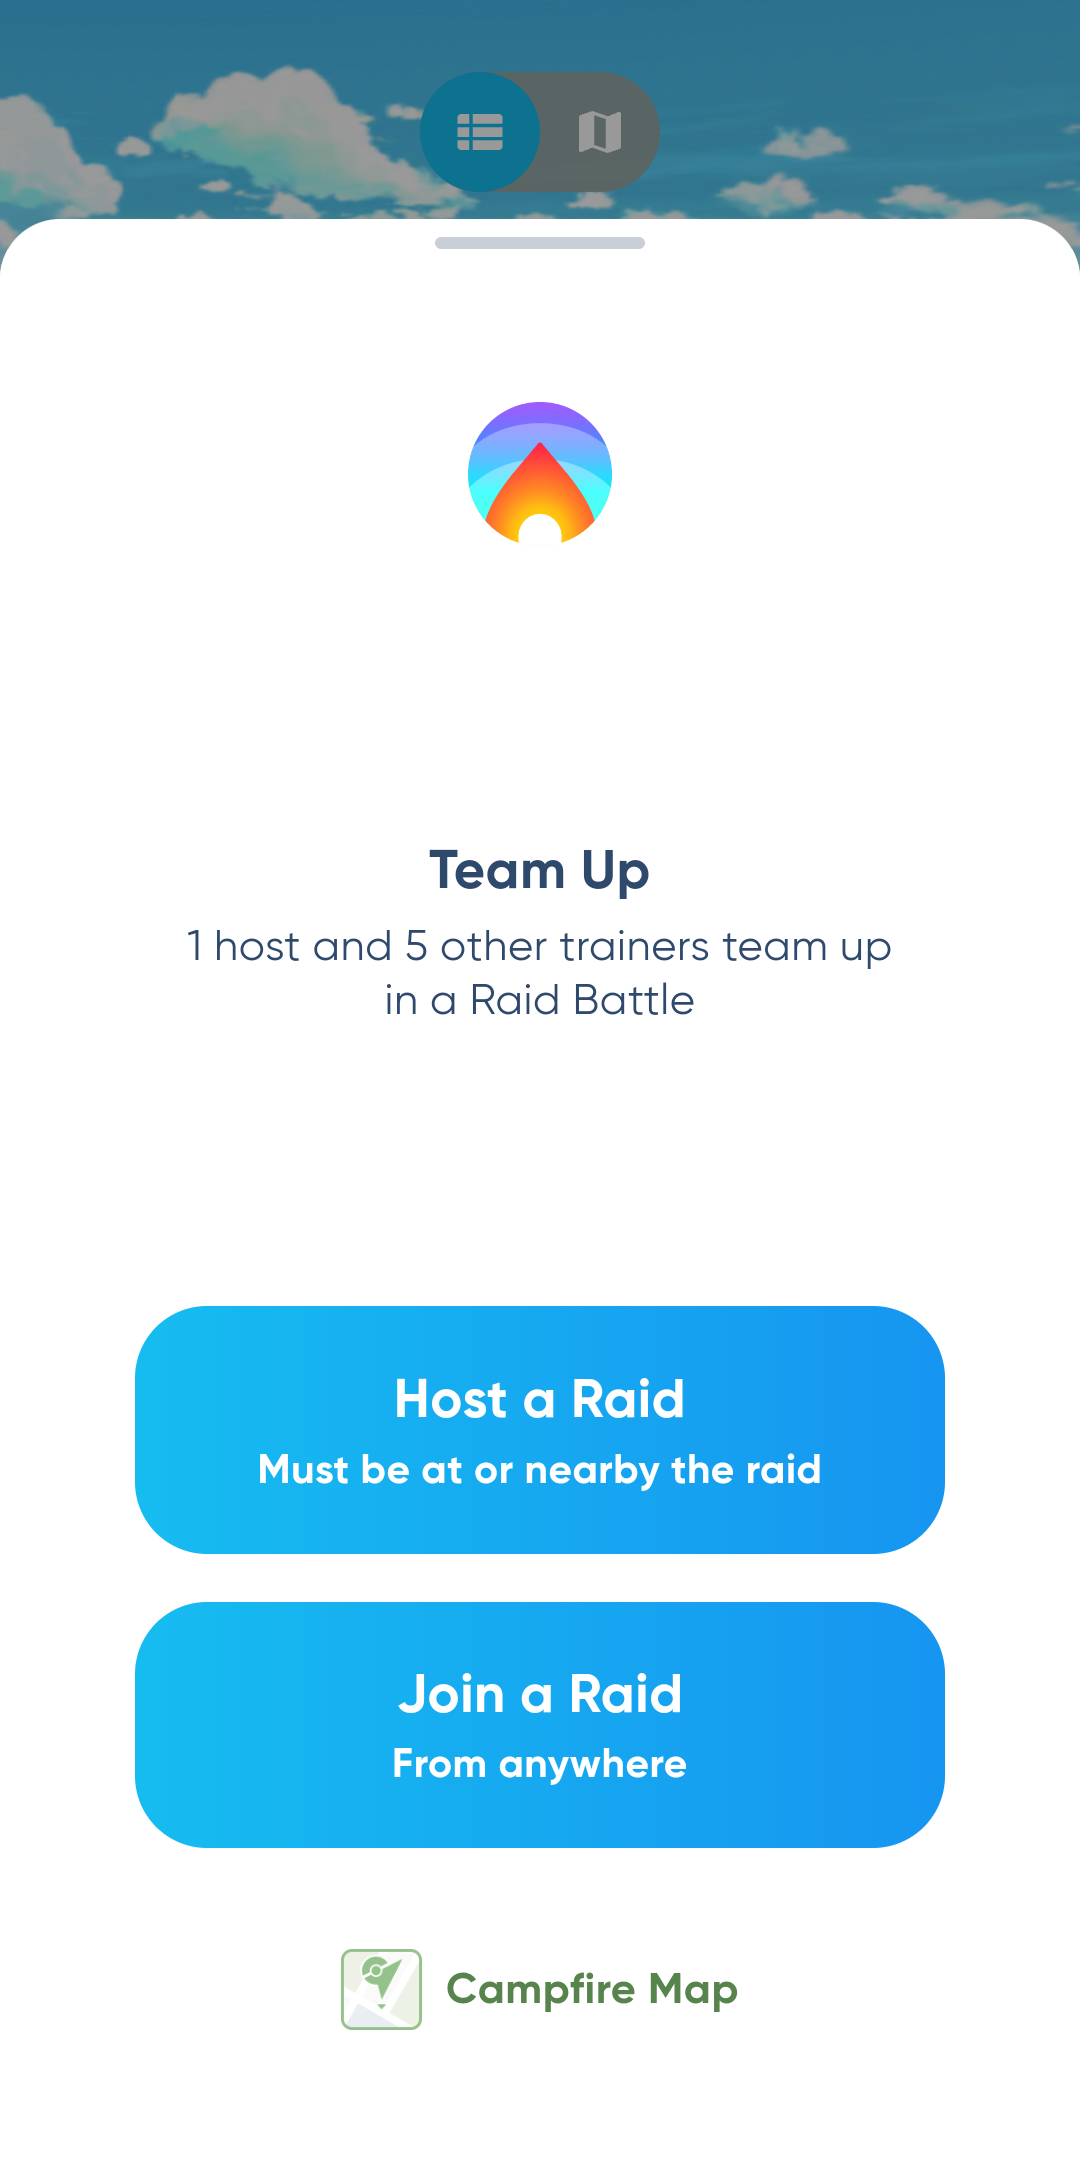 Team Up
1 host and 5 other trainers team up
in a Raid Battle
Host a Raid
Must be at or nearby the raid
Join a Raid
From anywhere
Campfire Map